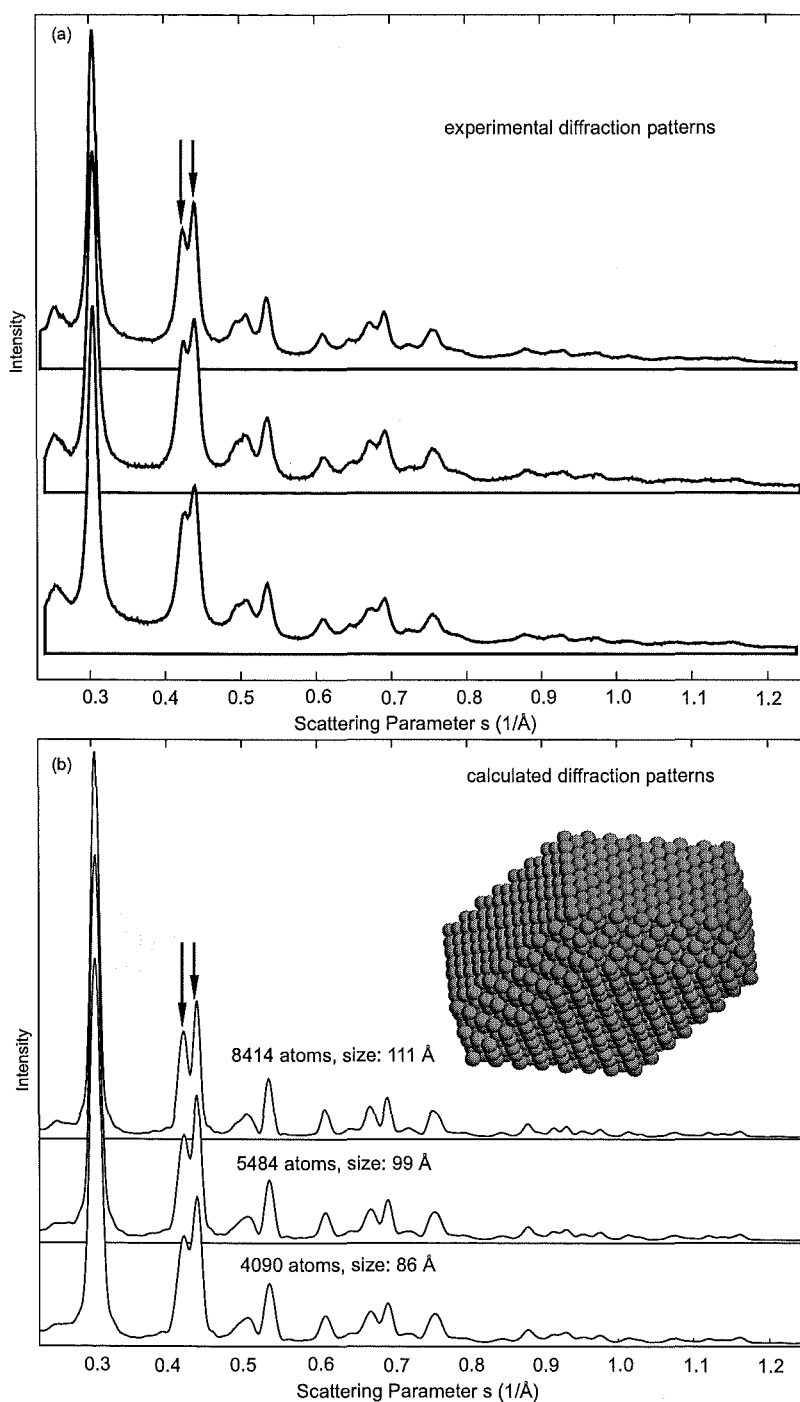 (a)
experimental diffraction patterns
Intensity
0.3 0.4 0.5 0.6 0.7 0.8 0.9 1.0 1.1 1.2
Scattering Parameter s (1/Å)
(b)
calculated diffraction patterns
Intensity
8414 atoms, size: 111 Å
5484 atoms, size: 99 Å
4090 atoms, size: 86 Å
0.3 0.4 0.5 0.6 0.7 0.8 0.9 1.0 1.1 1.2
Scattering Parameter s (1/Å)